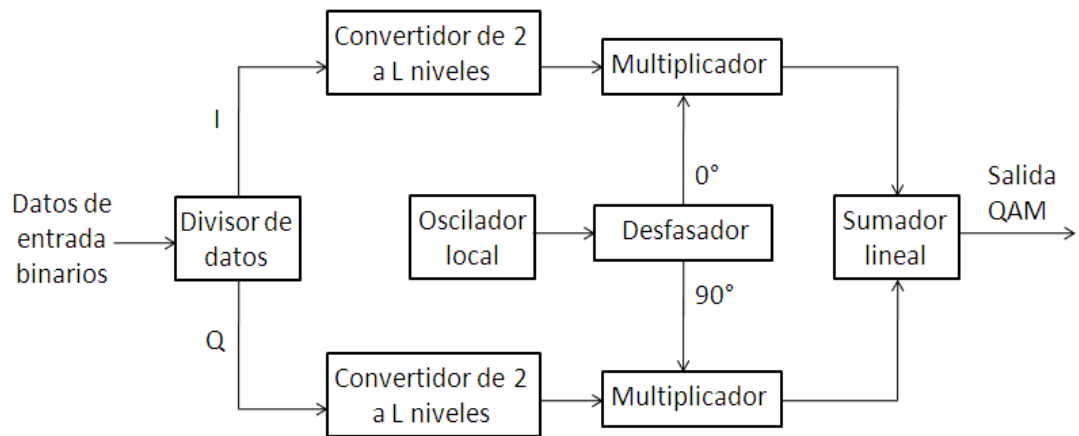 Convertidor de 2
a L niveles
Multiplicador
I
0°
Datos de
entrada
binarios
Divisor de
datos
Oscilador
local
Desfasador
Sumador
lineal
Salida
QAM
90°
Q
Convertidor de 2
a L niveles
Multiplicador